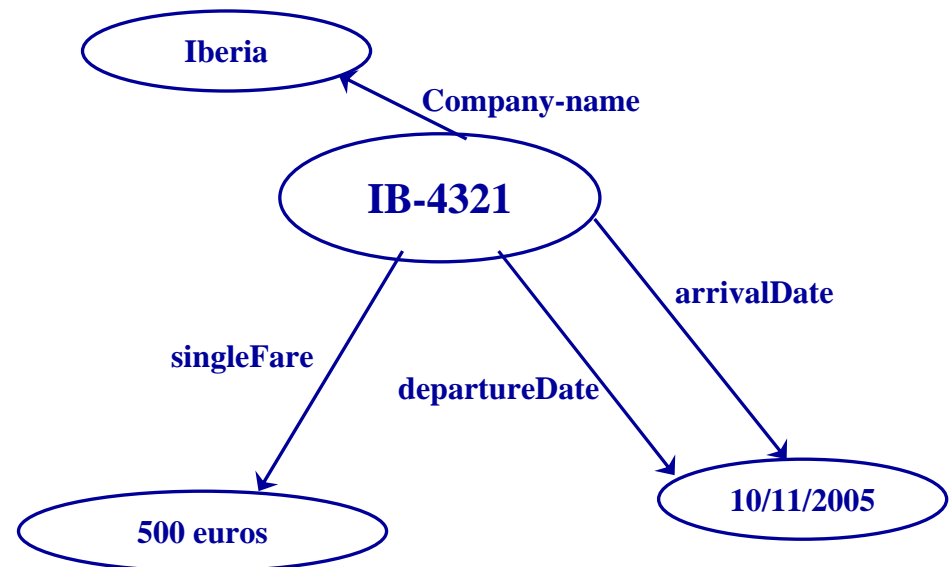 Iberia
Company-name
IB-4321
arrivalDate
singleFare
departureDate
10/11/2005
500 euros